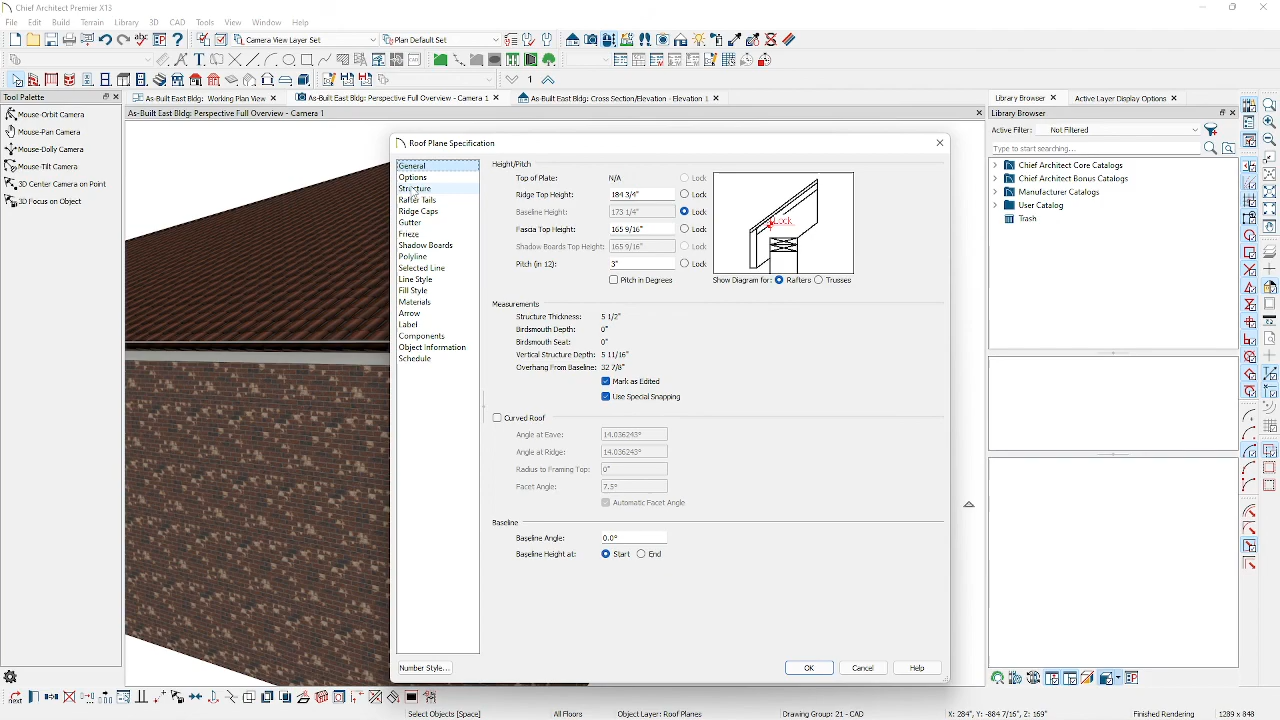 Chief Architect Premier X13
File Edit Build Terrain Library 3D CAD Tools View Window Help
Camera View Layer Set
Plan Default Set
1
Tool Palette
As-Built East Bldg: Working Plan View
As-Built East Bldg: Perspective Full Overview - Camera 1
As-Built East Bldg: Cross Section/Elevation - Elevation 1
Library Browser
Active Layer Display Options
As-Built East Bldg: Perspective Full Overview - Camera 1
Library Browser
Mouse-Orbit Camera
Mouse-Pan Camera
Mouse-Dolly Camera
Mouse-Tilt Camera
3D Center Camera on Point
3D Focus on Object
Active Filter: Not Filtered
Type to start searching...
Chief Architect Core Catalogs
Chief Architect Bonus Catalogs
Manufacturer Catalogs
User Catalog
Trash
Roof Plane Specification
General
Options
Structure
Rafter Tails
Ridge Caps
Gutter
Frieze
Shadow Boards
Polyline
Selected Line
Line Style
Fill Style
Materials
Arrow
Label
Components
Object Information
Schedule
Height/Pitch
Top of Plate: N/A Lock
Ridge Top Height: 184 3/4" Lock
Baseline Height: 173 1/4" Lock
Fascia Top Height: 165 9/16" Lock
Shadow Boards Top Height: 165 9/16" Lock
Pitch (in 12): 3" Lock
Pitch in Degrees
Lock
Show Diagram for: Rafters Trusses
Measurements
Structure Thickness: 5 1/2"
Birdsmouth Depth: 0"
Birdsmouth Seat: 0"
Vertical Structure Depth: 5 11/16"
Overhang From Baseline: 32 7/8"
Mark as Edited
Use Special Snapping
Curved Roof
Angle at Eave: 14.036243°
Angle at Ridge: 14.036243°
Radius to Framing Top: 0"
Facet Angle: 7.5°
Automatic Facet Angle
Baseline
Baseline Angle: 0.0°
Baseline Height at: Start End
Number Style...
OK
Cancel
Help
Select Objects [Space]
All Floors
Object Layer: Roof Planes
Drawing Group: 21 - CAD
X: 284", Y: -884 7/16", Z: 169"
Finished Rendering
1289 x 848